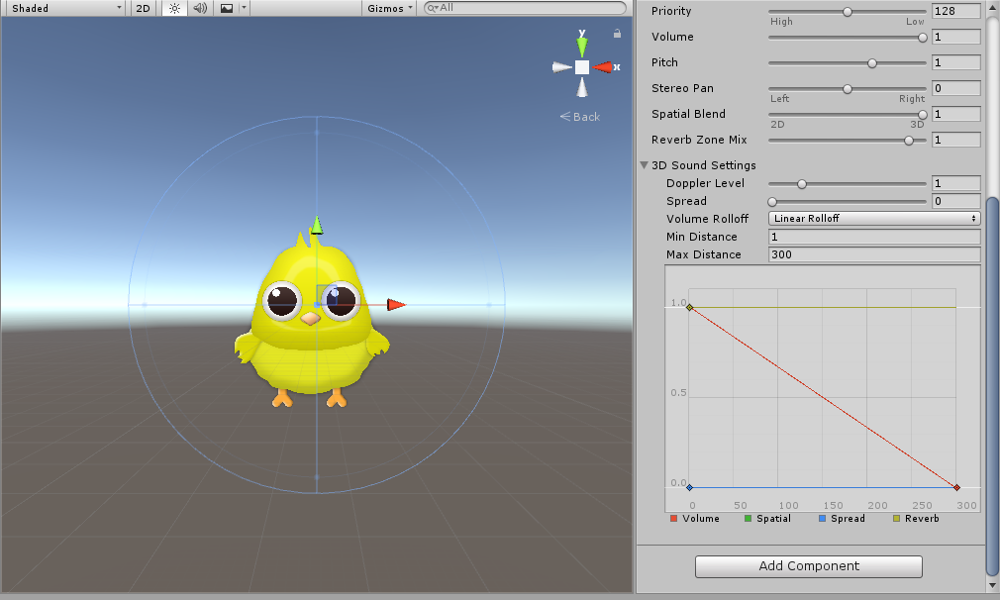 Shaded 2D Gizmos All
y
x
Back
Priority 128
High Low
Volume 1
Pitch 1
Stereo Pan 0
Left Right
Spatial Blend 1
2D 3D
Reverb Zone Mix 1
3D Sound Settings
Doppler Level 1
Spread 0
Volume Rolloff Linear Rolloff
Min Distance 1
Max Distance 300
1.0
0.5
0.0
0 50 100 150 200 250 300
Volume Spatial Spread Reverb
Add Component